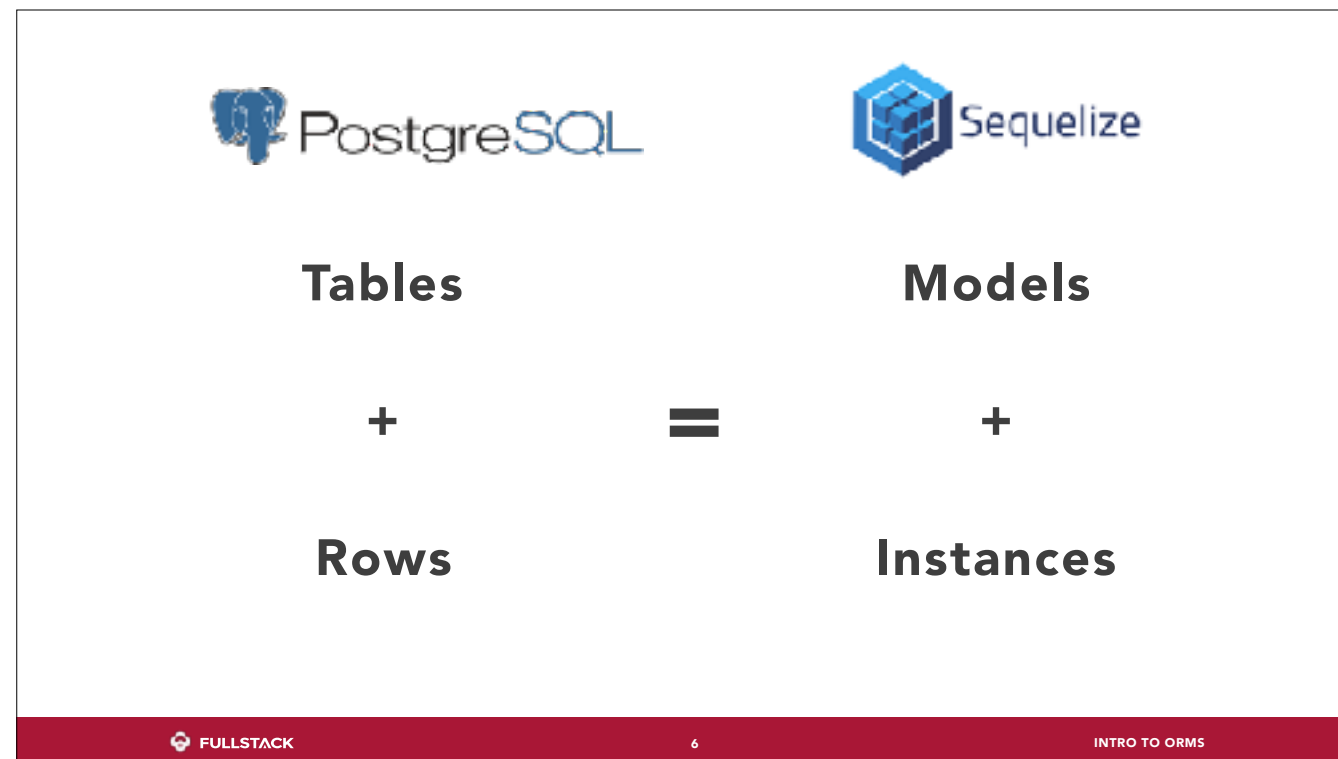 PostgreSQL
Sequelize
Tables
Models
+
=
+
Rows
Instances
FULLSTACK
6
INTRO TO ORMS